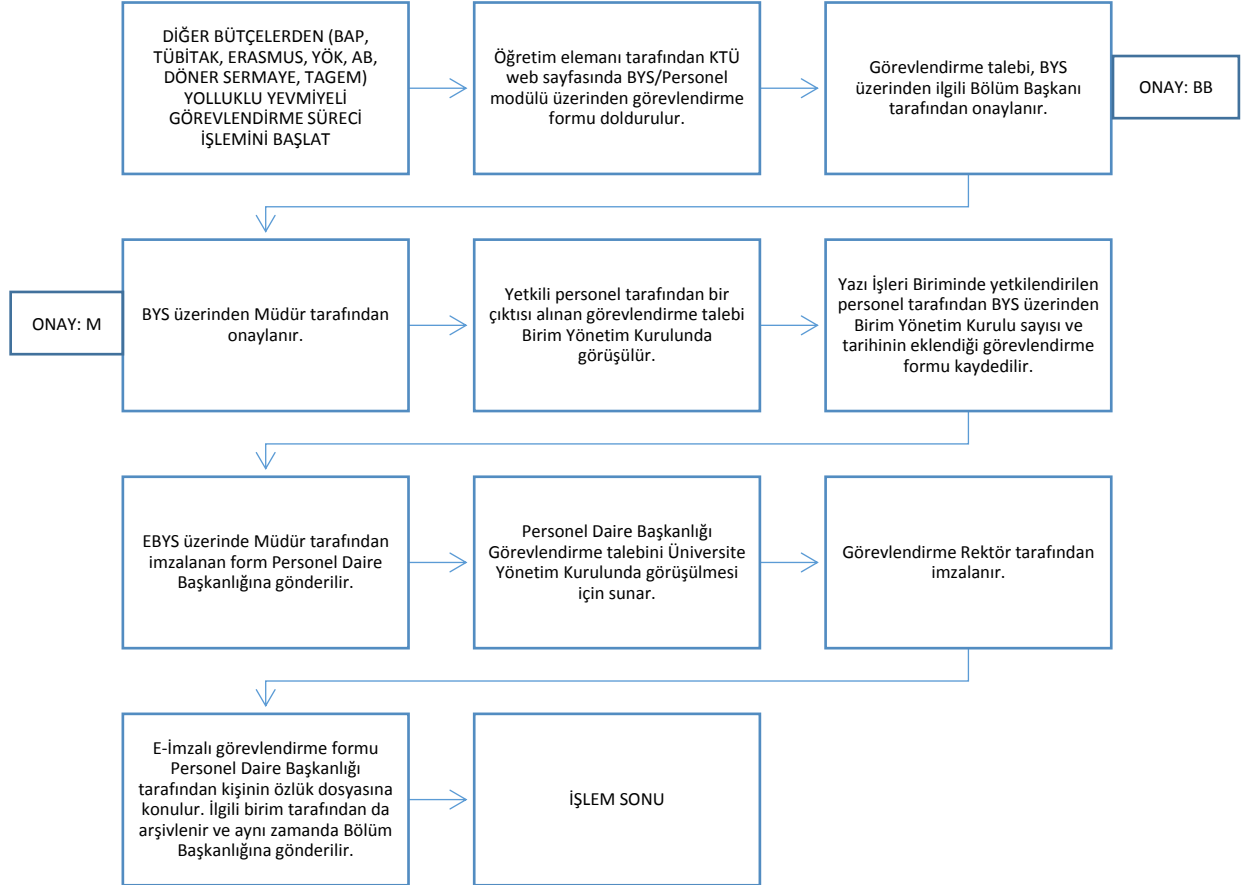 DİĞER BÜTÇELERDEN (BAP,
TÜBİTAK, ERASMUS, YÖK, AB,
DÖNER SERMAYE, TAGEM)
YOLLUKLU YEVMİYELİ
GÖREVLENDİRME SÜRECİ
İŞLEMİNİ BAŞLAT
Öğretim elemanı tarafından KTÜ
web sayfasında BYS/Personel
modülü üzerinden görevlendirme
formu doldurulur.
Görevlendirme talebi, BYS
üzerinden ilgili Bölüm Başkanı
tarafından onaylanır.
ONAY: BB
ONAY: M
BYS üzerinden Müdür tarafından
onaylanır.
Yetkili personel tarafından bir
çıktısı alınan görevlendirme talebi
Birim Yönetim Kurulunda
görüşülür.
Yazı İşleri Biriminde yetkilendirilen
personel tarafından BYS üzerinden
Birim Yönetim Kurulu sayısı ve
tarihinin eklendiği görevlendirme
formu kaydedilir.
EBYS üzerinde Müdür tarafından
imzalanan form Personel Daire
Başkanlığına gönderilir.
Personel Daire Başkanlığı
Görevlendirme talebini Üniversite
Yönetim Kurulunda görüşülmesi
için sunar.
Görevlendirme Rektör tarafından
imzalanır.
E-İmzalı görevlendirme formu
Personel Daire Başkanlığı
tarafından kişinin özlük dosyasına
konulur. İlgili birim tarafından da
arşivlenir ve aynı zamanda Bölüm
Başkanlığına gönderilir.
İŞLEM SONU